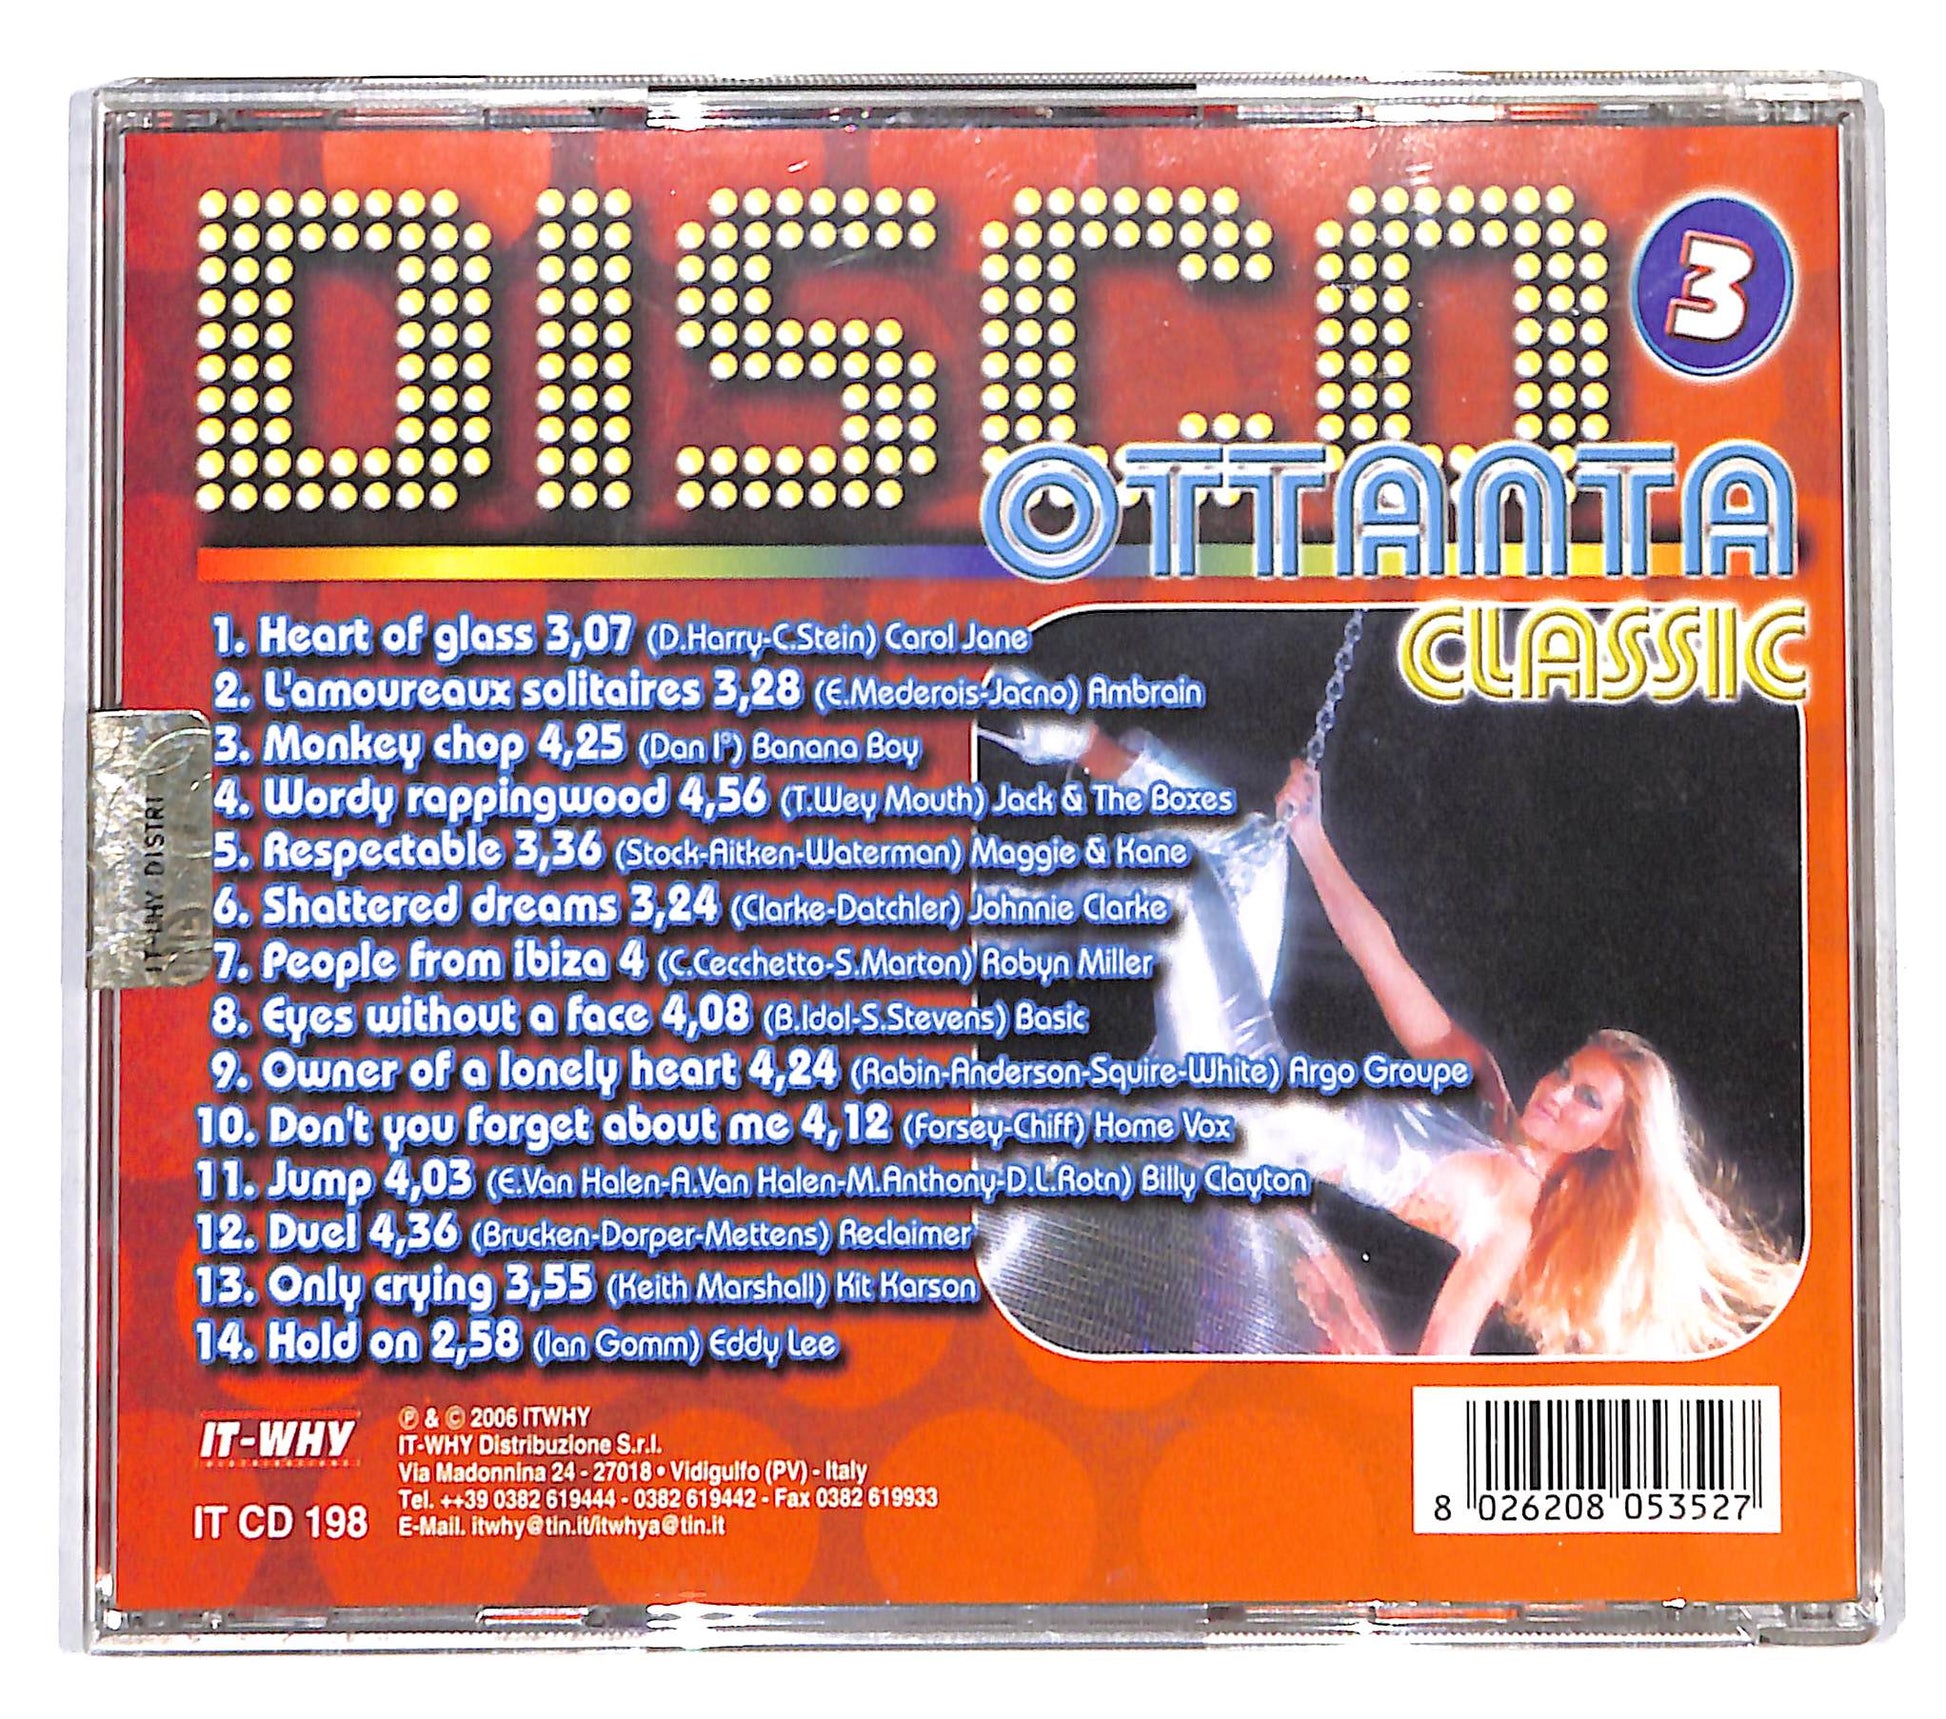 DISCO
3
OTTANTA
CLASSIC
1. Heart of glass 3,07 (D.Harry-C.Stein) Carol Jane
2. L'amoureaux solitaires 3,28 (E.Mederois-Jacno) Ambrain
3. Monkey chop 4,25 (Dan I°) Banana Boy
4. Wordy rappingwood 4,56 (T.Wey Mouth) Jack & The Boxes
5. Respectable 3,36 (Stock-Aitken-Waterman) Maggie & Kane
6. Shattered dreams 3,24 (Clarke-Datchler) Johnnie Clarke
7. People from ibiza 4 (C.Cecchetto-S.Marton) Robyn Miller
8. Eyes without a face 4,08 (B.Idol-S.Stevens) Basic
9. Owner of a lonely heart 4,24 (Rabin-Anderson-Squire-White) Argo Groupe
10. Don't you forget about me 4,12 (Forsey-Chiff) Home Vox
11. Jump 4,03 (E.Van Halen-A.Van Halen-M.Anthony-D.L.Rotn) Billy Clayton
12. Duel 4,36 (Brucken-Dorper-Mettens) Reclaimer
13. Only crying 3,55 (Keith Marshall) Kit Karson
14. Hold on 2,58 (Ian Gomm) Eddy Lee
IT-WHY DISTRI
IT-WHY
IT CD 198
℗ & © 2006 ITWHY
IT-WHY Distribuzione S.r.l.
Via Madonnina 24 - 27018 • Vidigulfo (PV) - Italy
Tel. ++39 0382 619444 - 0382 619442 - Fax 0382 619933
E-Mail. itwhy@tin.it/itwhya@tin.it
8 026208 053527